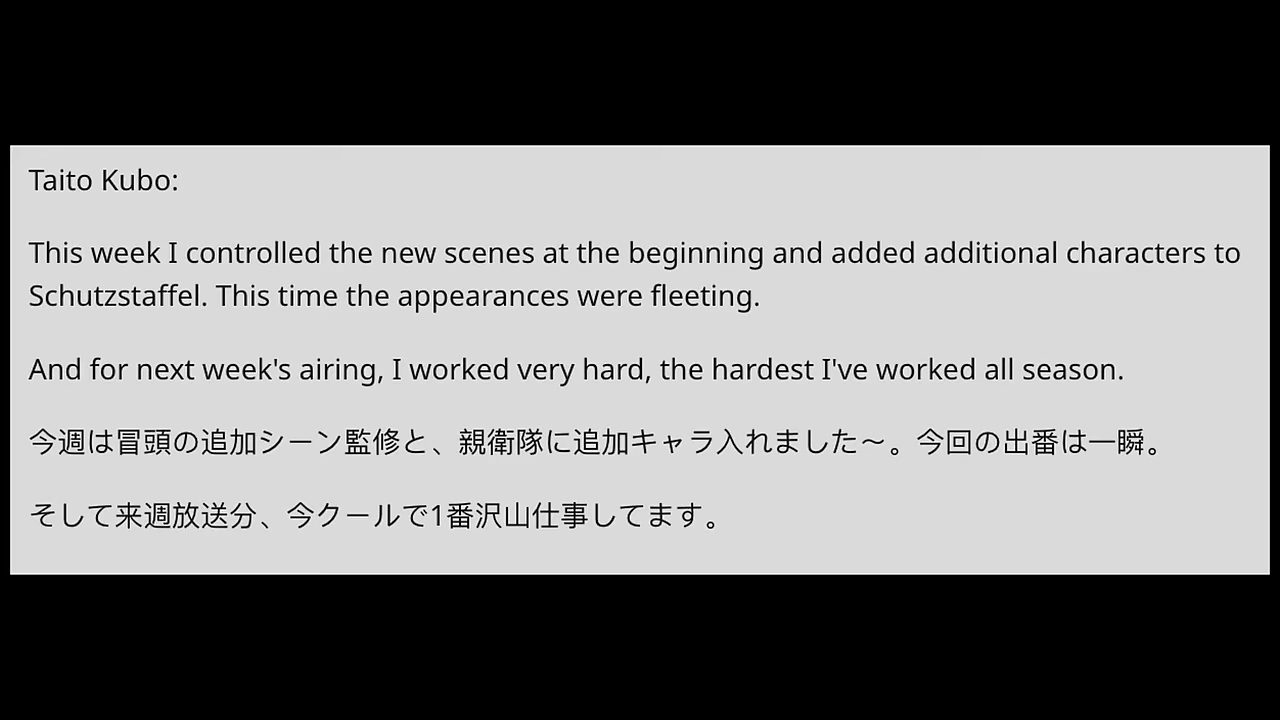 Taito Kubo:
This week I controlled the new scenes at the beginning and added additional characters to
Schutzstaffel. This time the appearances were fleeting.
And for next week's airing, I worked very hard, the hardest I've worked all season.
今週は冒頭の追加シーン監修と、親衛隊に追加キャラ入れました〜。今回の出番は一瞬。
そして来週放送分、今クールで1番沢山仕事してます。